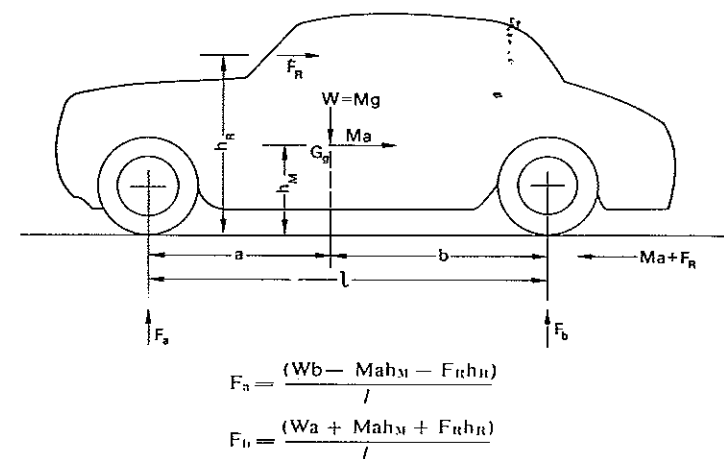 F_R
W=Mg
Ma
G_g
h_R
h_M
a
b
l
Ma+F_R
F_a
F_b
F_a = (Wb − Mah_M − F_Rh_R) / l
F_b = (Wa + Mah_M + F_Rh_R) / l